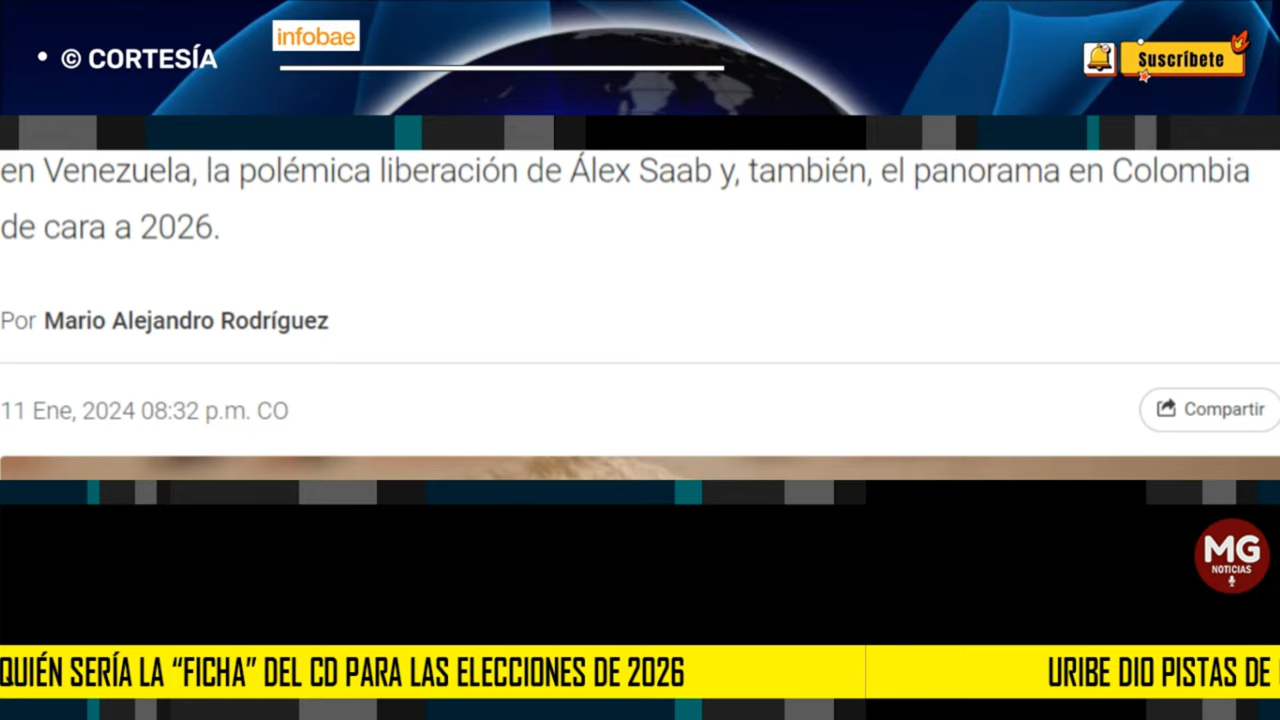 • © CORTESÍA
infobae
Suscríbete
en Venezuela, la polémica liberación de Álex Saab y, también, el panorama en Colombia
de cara a 2026.
Por Mario Alejandro Rodríguez
11 Ene, 2024 08:32 p.m. CO
Compartir
MG
NOTICIAS
QUIÉN SERÍA LA “FICHA” DEL CD PARA LAS ELECCIONES DE 2026
URIBE DIO PISTAS DE